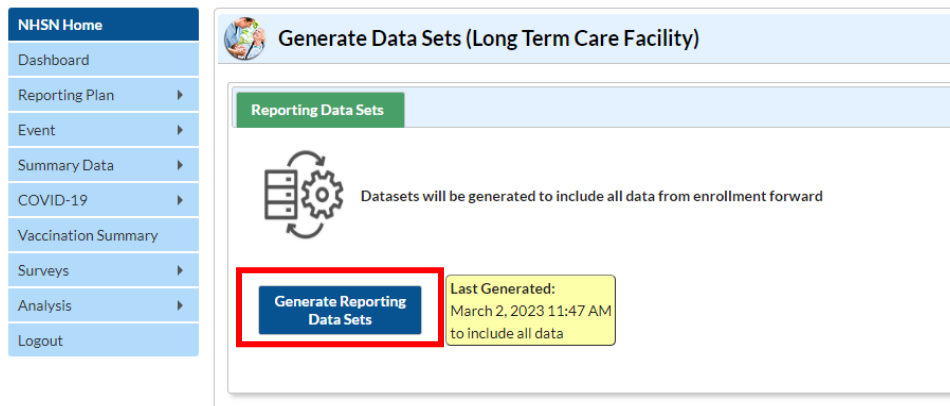 NHSN Home
Dashboard
Reporting Plan
Event
Summary Data
COVID-19
Vaccination Summary
Surveys
Analysis
Logout
Generate Data Sets (Long Term Care Facility)
Reporting Data Sets
Datasets will be generated to include all data from enrollment forward
Generate Reporting
Data Sets
Last Generated:
March 2, 2023 11:47 AM
to include all data